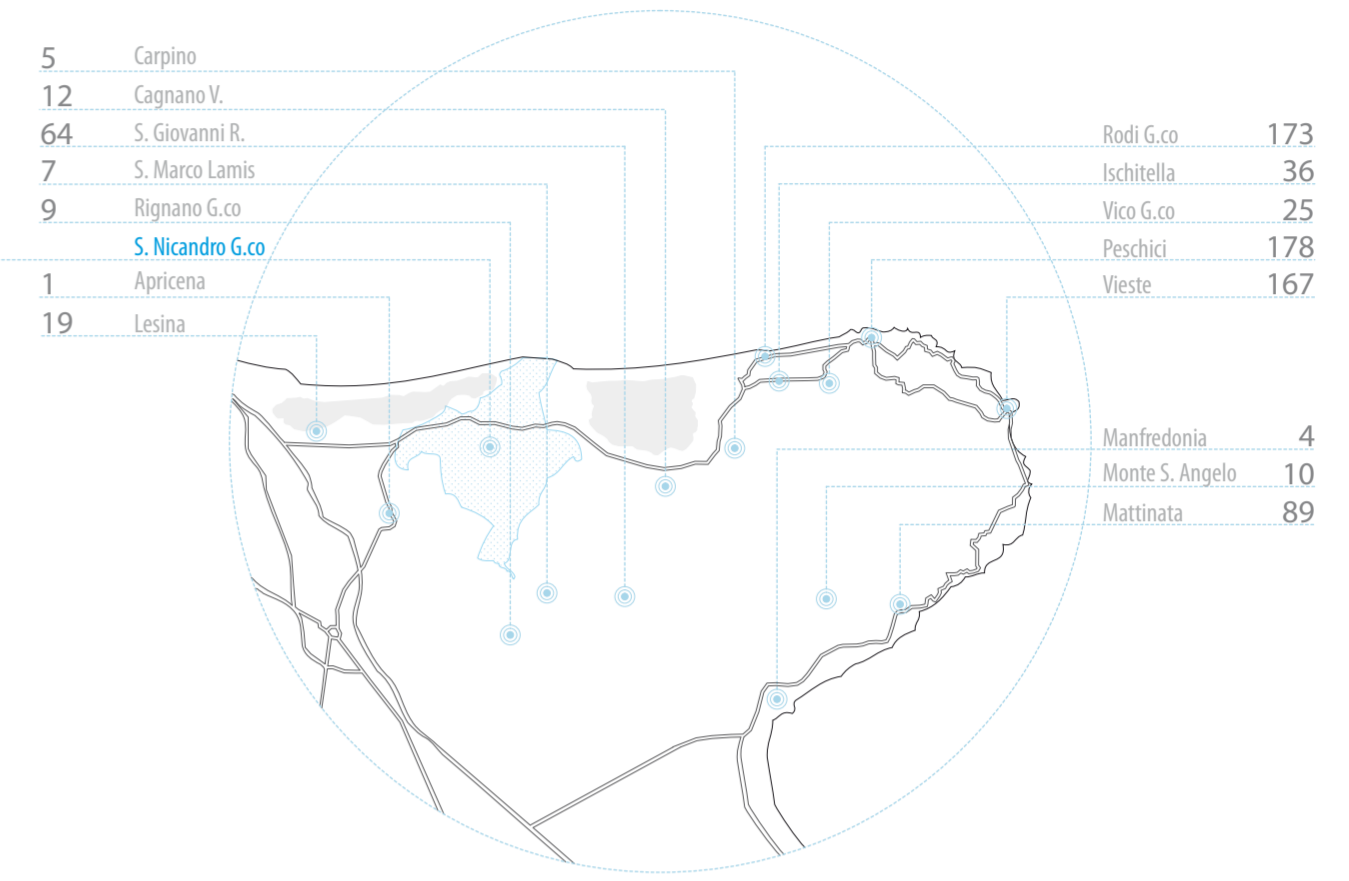 5 Carpino
12 Cagnano V.
64 S. Giovanni R.
7 S. Marco Lamis
9 Rignano G.co
S. Nicandro G.co
1 Apricena
19 Lesina
Rodi G.co 173
Ischitella 36
Vico G.co 25
Peschici 178
Vieste 167
Manfredonia 4
Monte S. Angelo 10
Mattinata 89